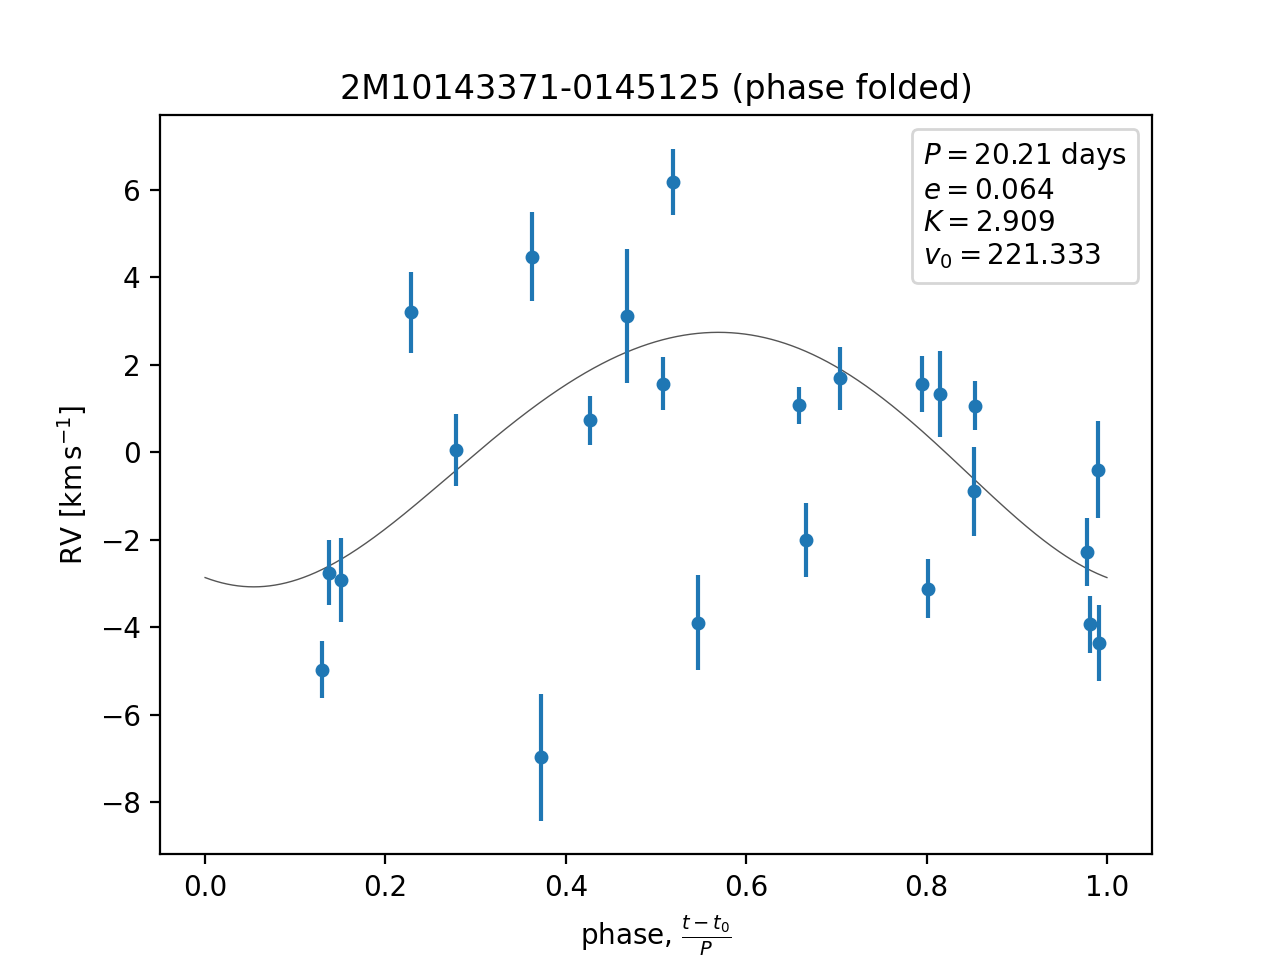 2M10143371-0145125 (phase folded)
P = 20.21 days
e = 0.064
K = 2.909
v₀ = 221.333
RV [km s⁻¹]
6
4
2
0
−2
−4
−6
−8
0.0 0.2 0.4 0.6 0.8 1.0
phase, (t − t₀)/P